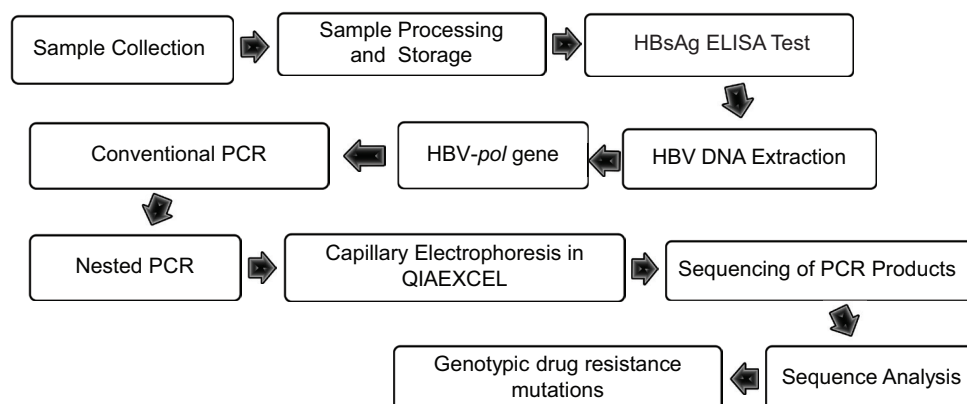 Sample Collection
Sample Processing
and Storage
HBsAg ELISA Test
HBV DNA Extraction
HBV-pol gene
Conventional PCR
Nested PCR
Capillary Electrophoresis in
QIAEXCEL
Sequencing of PCR Products
Sequence Analysis
Genotypic drug resistance
mutations